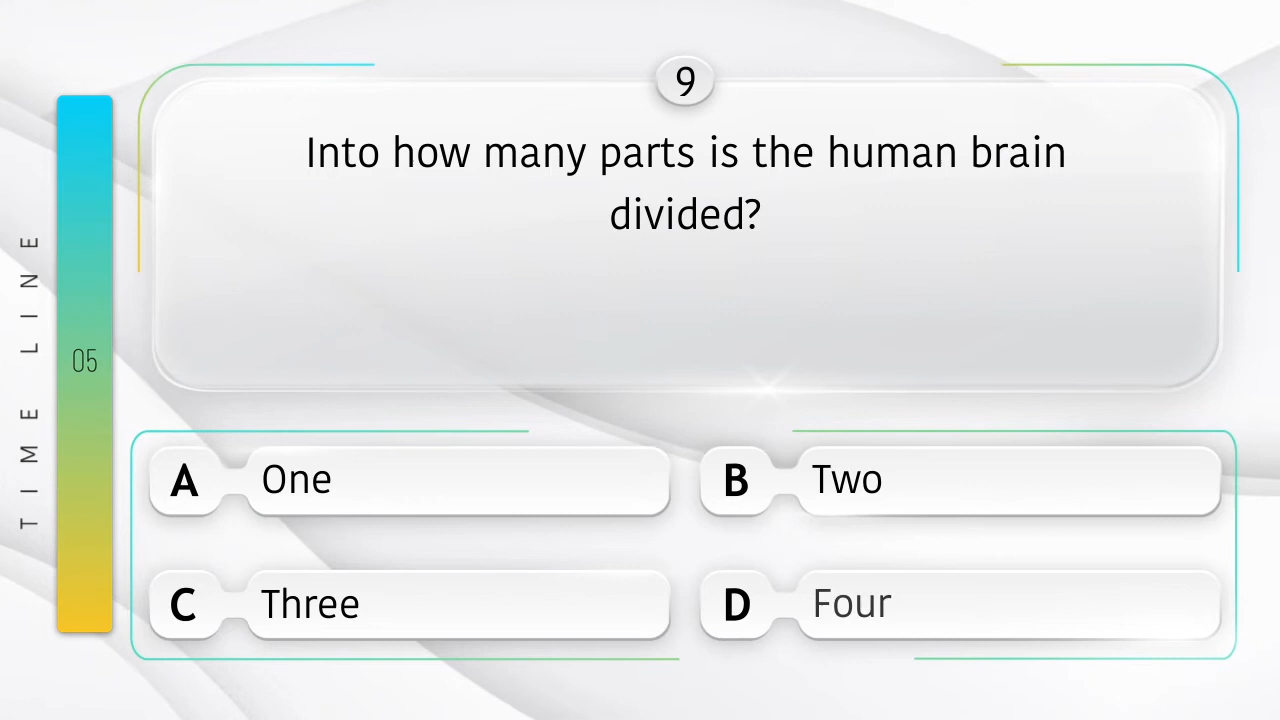 9
Into how many parts is the human brain
divided?
TIME LINE
05
A One
B Two
C Three
D Four